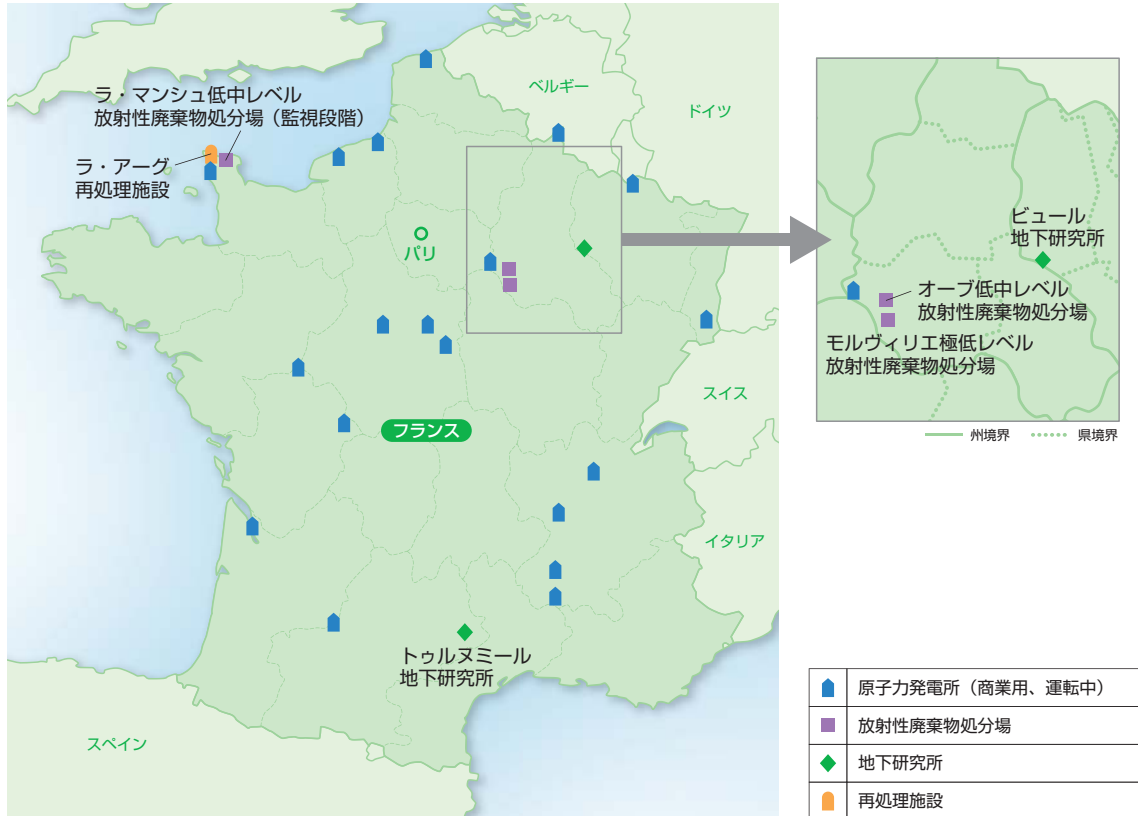 ラ・マンシュ低中レベル
放射性廃棄物処分場（監視段階）
ラ・アーグ
再処理施設
ベルギー
ドイツ
パリ
フランス
スイス
イタリア
トゥルヌミール
地下研究所
スペイン
ビュール
地下研究所
オーブ低中レベル
放射性廃棄物処分場
モルヴィリエ極低レベル
放射性廃棄物処分場
州境界 県境界
原子力発電所（商業用、運転中）
放射性廃棄物処分場
地下研究所
再処理施設